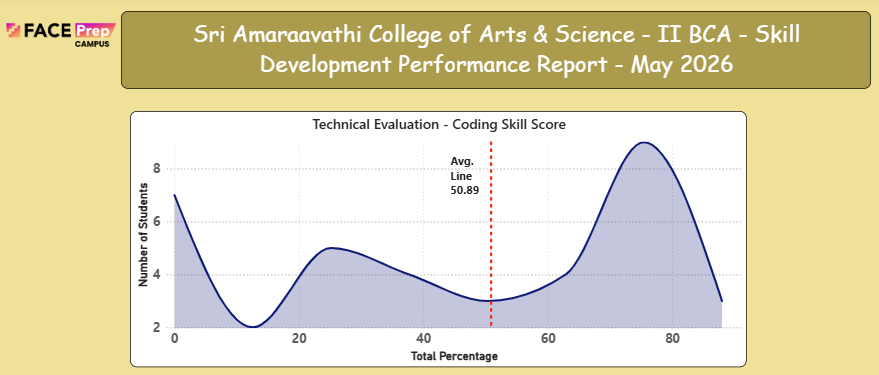 FACE Prep
CAMPUS
Sri Amaraavathi College of Arts & Science - II BCA - Skill
Development Performance Report - May 2026
Technical Evaluation - Coding Skill Score
Avg.
Line
50.89
8
6
4
2
Number of Students
0 20 40 60 80
Total Percentage